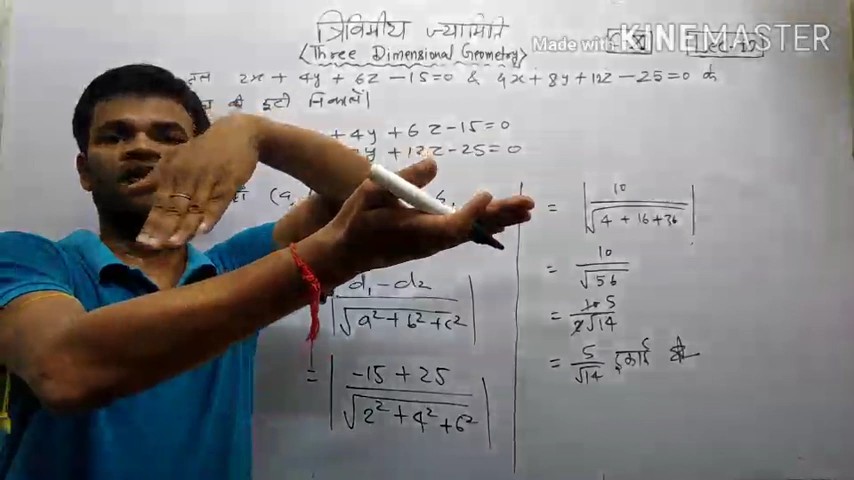 त्रिविमीय ज्यामिति
Made with KINEMASTER
(Three Dimensional Geometry)
2x + 4y + 6z - 15 = 0 & 4x + 8y + 12z - 25 = 0 के
की दूरी निकालें।
+ 4y + 6z - 15 = 0
y + 12z - 25 = 0
(a,
d₁ - d₂
√a² + b² + c²
= | -15 + 25
√2² + 4² + 6² |
= | 10
√4 + 16 + 36 |
= 10
√56
= 10 5
2√14
= 5
√14 इकाई